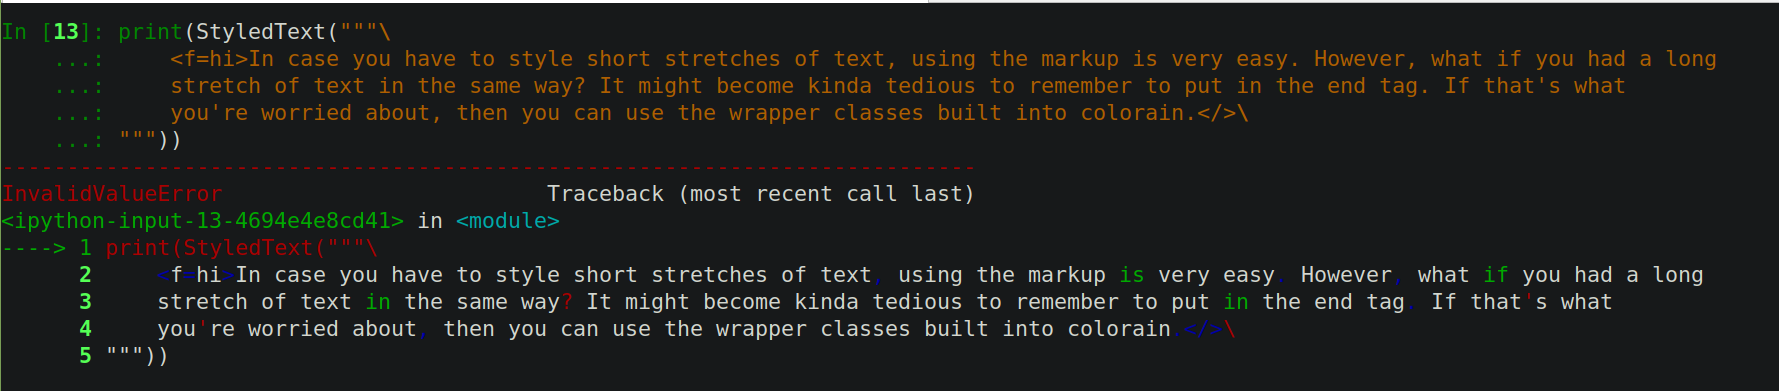 In [13]: print(StyledText("""\
...: <f=hi>In case you have to style short stretches of text, using the markup is very easy. However, what if you had a long
...: stretch of text in the same way? It might become kinda tedious to remember to put in the end tag. If that's what
...: you're worried about, then you can use the wrapper classes built into colorain.</>\
...: """))
---------------------------------------------------------------------------
InvalidValueError Traceback (most recent call last)
<ipython-input-13-4694e4e8cd41> in <module>
----> 1 print(StyledText("""\
2 <f=hi>In case you have to style short stretches of text, using the markup is very easy. However, what if you had a long
3 stretch of text in the same way? It might become kinda tedious to remember to put in the end tag. If that's what
4 you're worried about, then you can use the wrapper classes built into colorain.</>\
5 """))